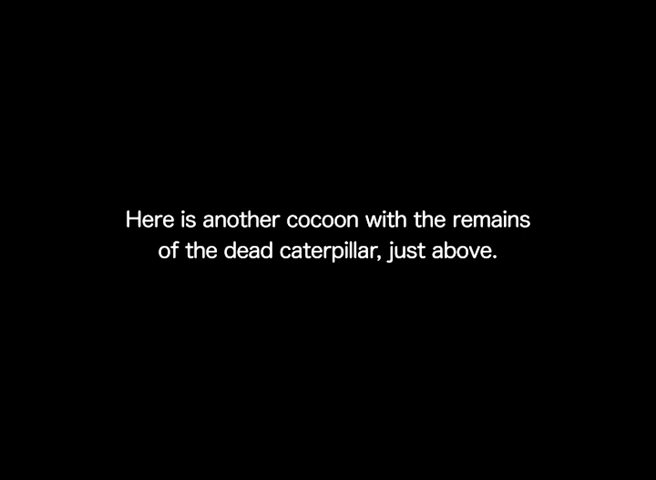 Here is another cocoon with the remains
of the dead caterpillar, just above.